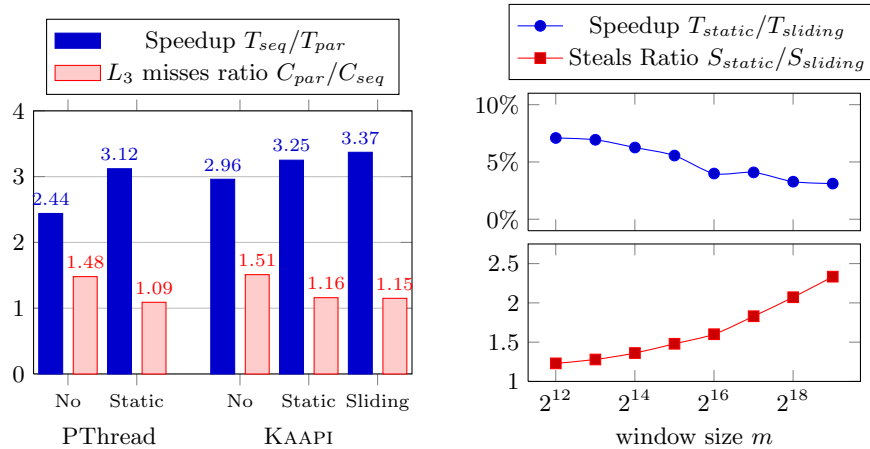 Speedup T_seq/T_par
L_3 misses ratio C_par/C_seq
4
3
2
1
0
2.44
3.12
2.96
3.25
3.37
1.48
1.09
1.51
1.16
1.15
No
Static
No
Static
Sliding
PThread
KAAPI
Speedup T_static/T_sliding
Steals Ratio S_static/S_sliding
10%
5%
0%
2.5
2
1.5
1
2^12
2^14
2^16
2^18
window size m